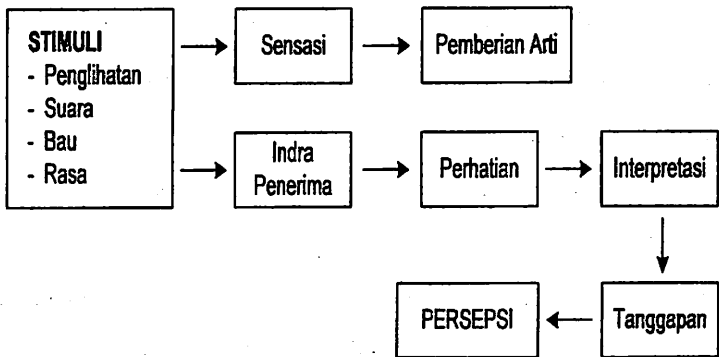 STIMULI
- Penglihatan
- Suara
- Bau
- Rasa
Sensasi
Pemberian Arti
Indra
Penerima
Perhatian
Interpretasi
Tanggapan
PERSEPSI